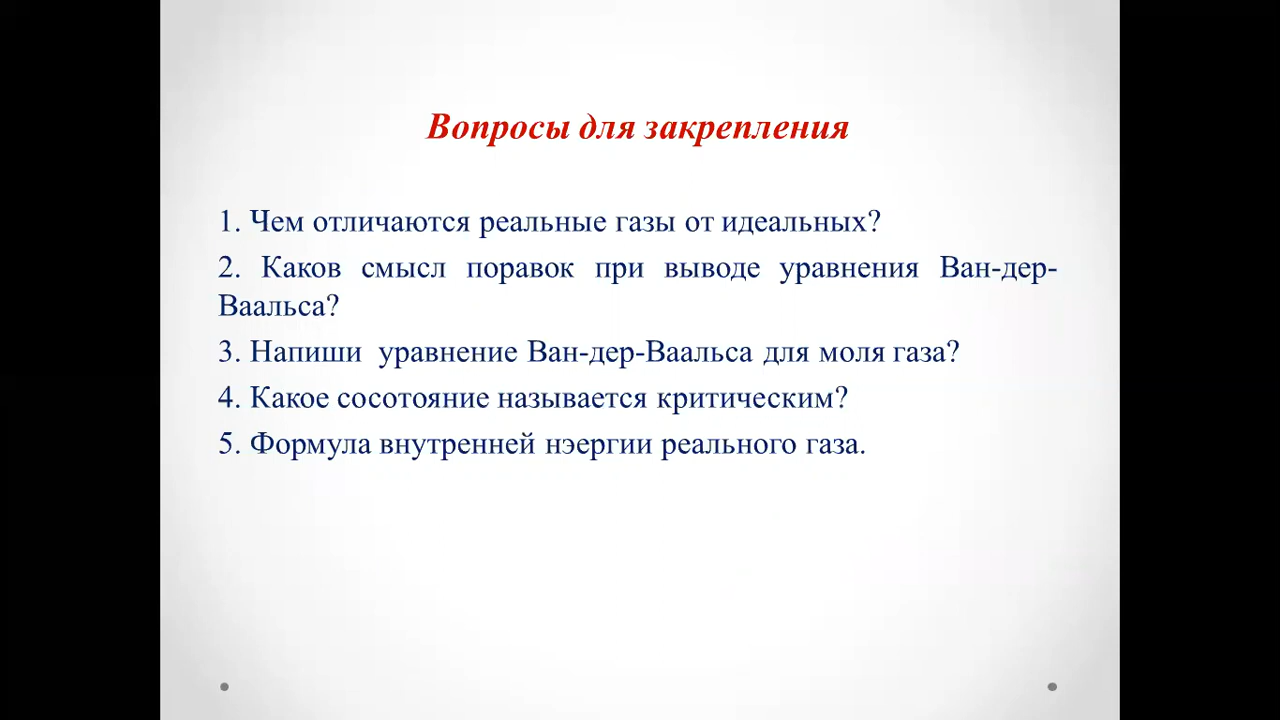 Вопросы для закрепления
1. Чем отличаются реальные газы от идеальных?
2. Каков смысл поравок при выводе уравнения Ван-дер-
Ваальса?
3. Напиши уравнение Ван-дер-Ваальса для моля газа?
4. Какое сосотояние называется критическим?
5. Формула внутренней нэергии реального газа.